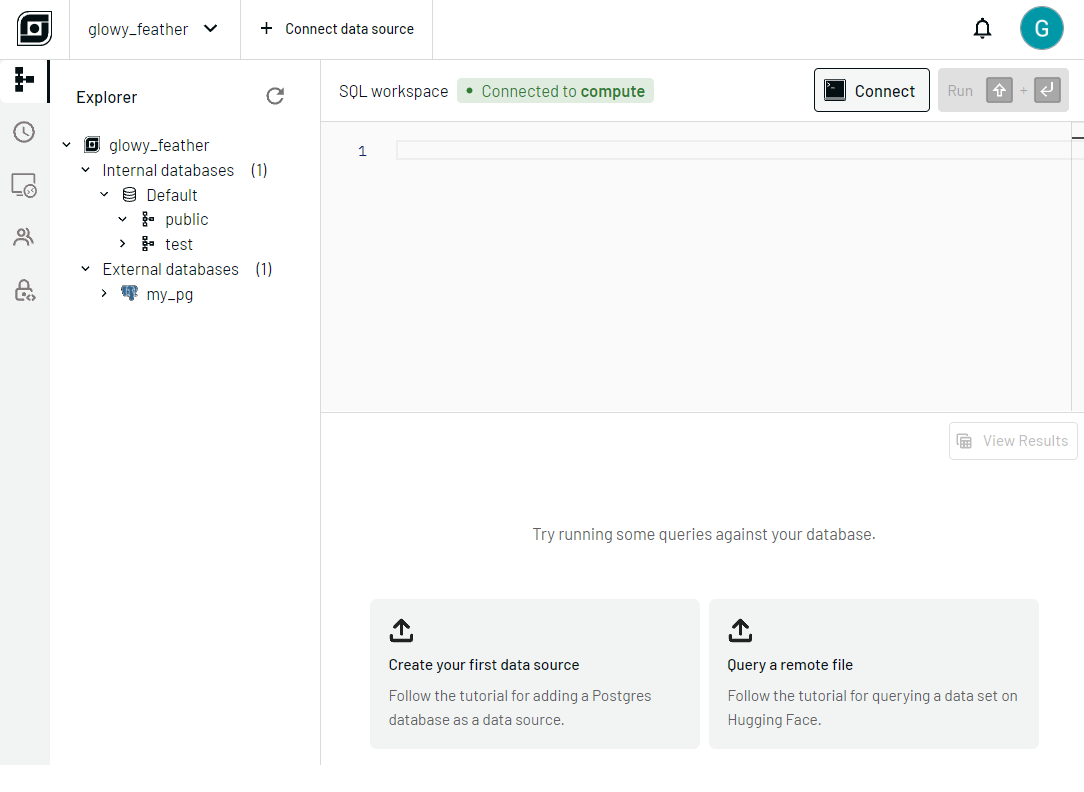 glowy_feather
+ Connect data source
G
Explorer
SQL workspace
• Connected to compute
Connect
Run + 
glowy_feather
Internal databases (1)
Default
public
test
External databases (1)
my_pg
1
View Results
Try running some queries against your database.
Create your first data source
Follow the tutorial for adding a Postgres
database as a data source.
Query a remote file
Follow the tutorial for querying a data set on
Hugging Face.